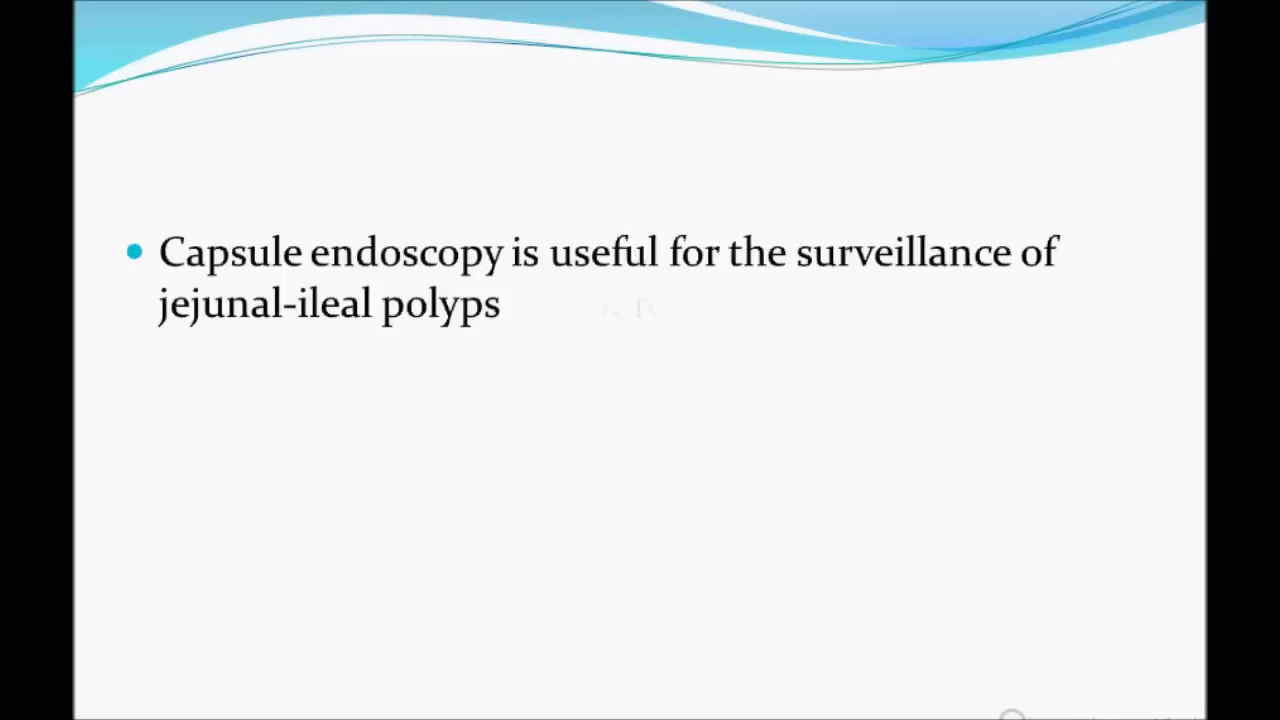 Capsule endoscopy is useful for the surveillance of
jejunal-ileal polyps